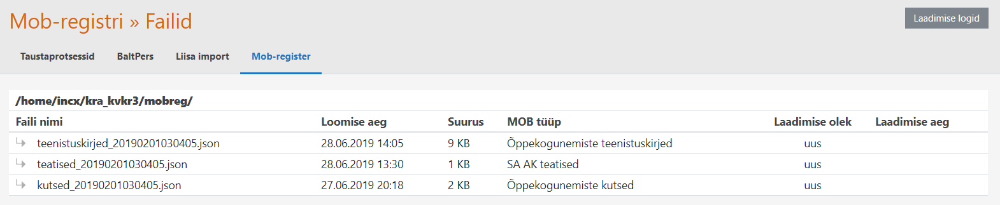 Mob-registri » Failid
Laadimise logid
Taustaprotsessid BaltPers Liisa import Mob-register
/home/incx/kra_kvkr3/mobreg/
Faili nimi Loomise aeg Suurus MOB tüüp Laadimise olek Laadimise aeg
teenistuskirjed_20190201030405.json 28.06.2019 14:05 9 KB Õppekogunemiste teenistuskirjed uus
teatised_20190201030405.json 28.06.2019 13:30 1 KB SA AK teatised uus
kutsed_20190201030405.json 27.06.2019 20:18 2 KB Õppekogunemiste kutsed uus